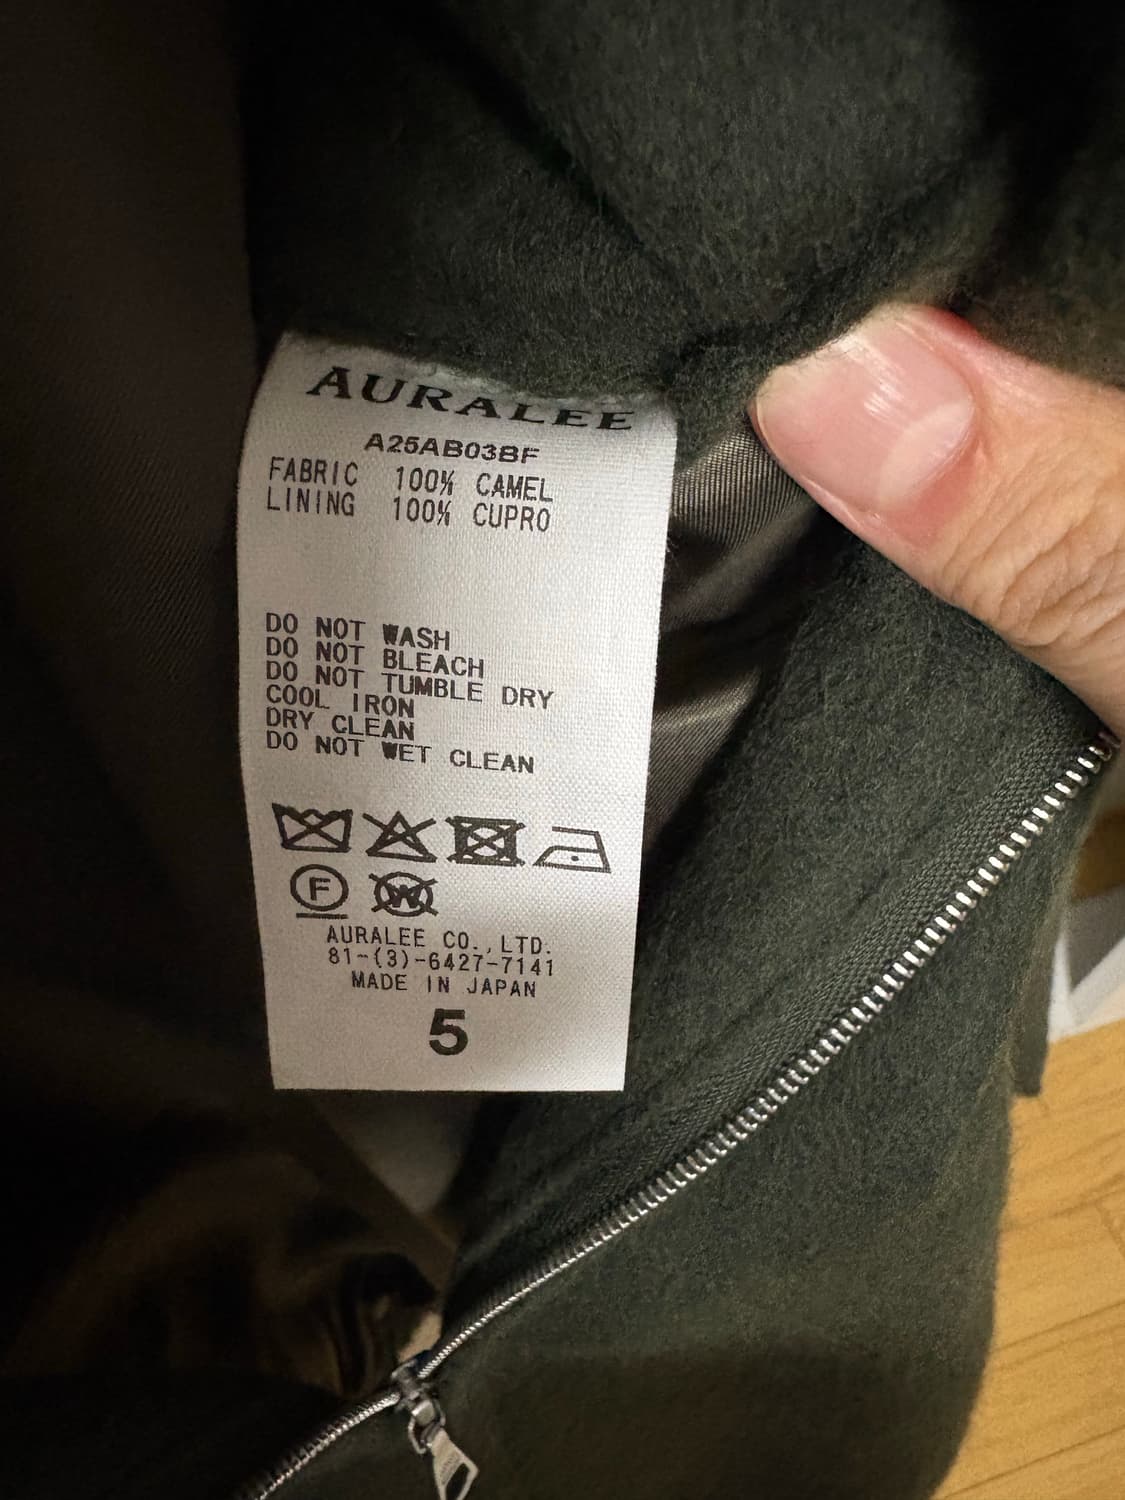 AURALEE
A25AB03BF
FABRIC 100% CAMEL
LINING 100% CUPRO
DO NOT WASH
DO NOT BLEACH
DO NOT TUMBLE DRY
COOL IRON
DRY CLEAN
DO NOT WET CLEAN
F W
AURALEE CO.,LTD.
81-(3)-6427-7141
MADE IN JAPAN
5